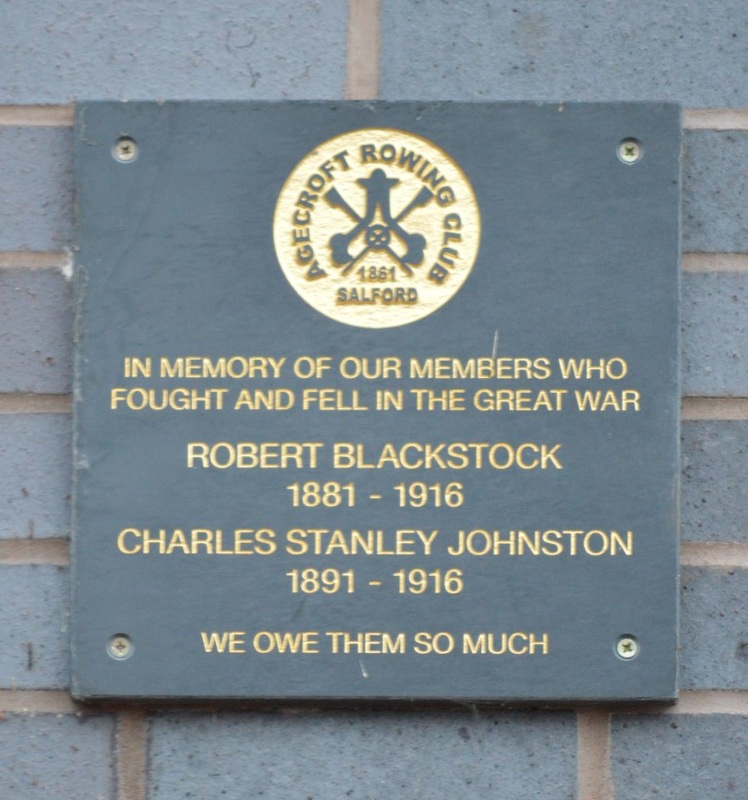 AGECROFT ROWING CLUB
1861
SALFORD
IN MEMORY OF OUR MEMBERS WHO
FOUGHT AND FELL IN THE GREAT WAR
ROBERT BLACKSTOCK
1881 - 1916
CHARLES STANLEY JOHNSTON
1891 - 1916
WE OWE THEM SO MUCH